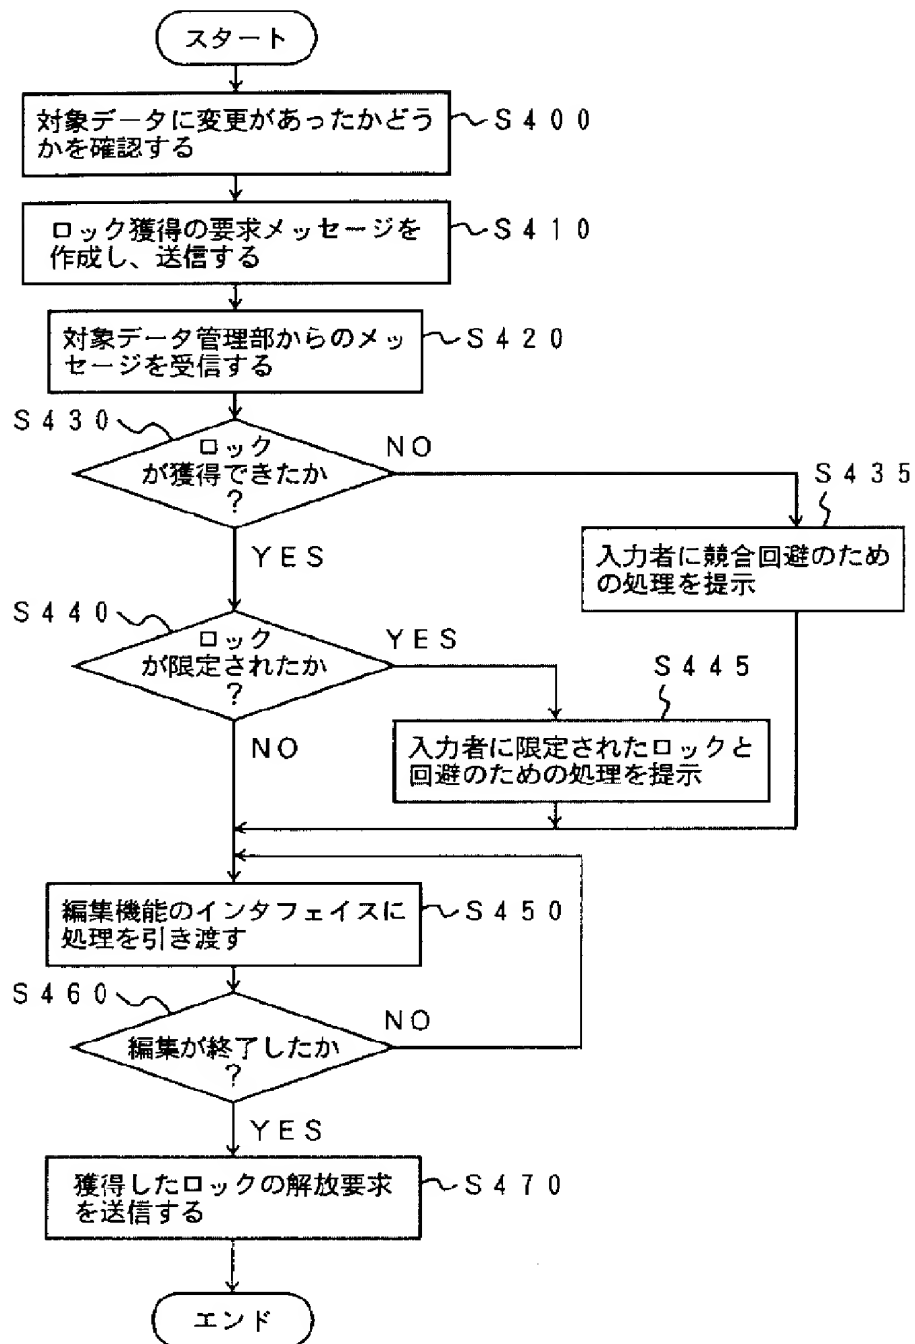 スタート
対象データに変更があったかどう
かを確認する
S400
ロック獲得の要求メッセージを
作成し、送信する
S410
対象データ管理部からのメッ
セージを受信する
S420
S430
ロック
が獲得できたか
?
NO
YES
S435
入力者に競合回避のため
の処理を提示
S440
ロック
が限定されたか
?
YES
NO
S445
入力者に限定されたロックと
回避のための処理を提示
編集機能のインタフェイスに
処理を引き渡す
S450
S460
編集が終了したか
?
NO
YES
獲得したロックの解放要求
を送信する
S470
エンド